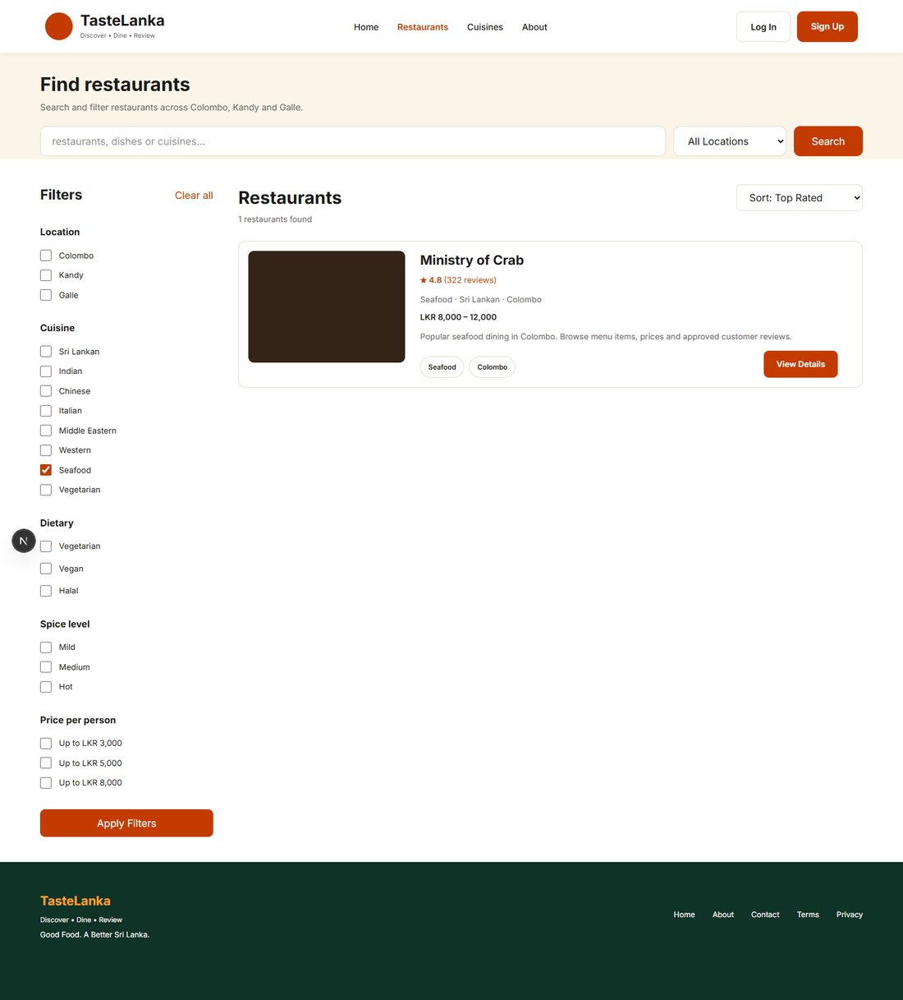 TasteLanka
Discover • Dine • Review
Home
Restaurants
Cuisines
About
Log In
Sign Up
Find restaurants
Search and filter restaurants across Colombo, Kandy and Galle.
restaurants, dishes or cuisines...
All Locations
Search
Filters
Clear all
Location
Colombo
Kandy
Galle
Cuisine
Sri Lankan
Indian
Chinese
Italian
Middle Eastern
Western
Seafood
Vegetarian
Dietary
N
Vegetarian
Vegan
Halal
Spice level
Mild
Medium
Hot
Price per person
Up to LKR 3,000
Up to LKR 5,000
Up to LKR 8,000
Apply Filters
Restaurants
1 restaurants found
Sort: Top Rated
Ministry of Crab
★ 4.8 (322 reviews)
Seafood · Sri Lankan · Colombo
LKR 8,000 – 12,000
Popular seafood dining in Colombo. Browse menu items, prices and approved customer reviews.
Seafood
Colombo
View Details
TasteLanka
Discover • Dine • Review
Good Food. A Better Sri Lanka.
Home
About
Contact
Terms
Privacy